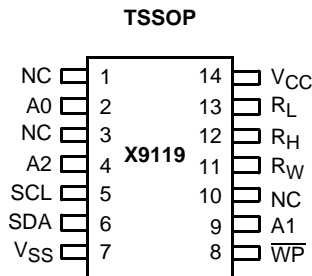 TSSOP
NC 1 14 VCC
A0 2 13 RL
NC 3 12 RH
A2 4 X9119 11 RW
SCL 5 10 NC
SDA 6 9 A1
VSS 7 8 WP